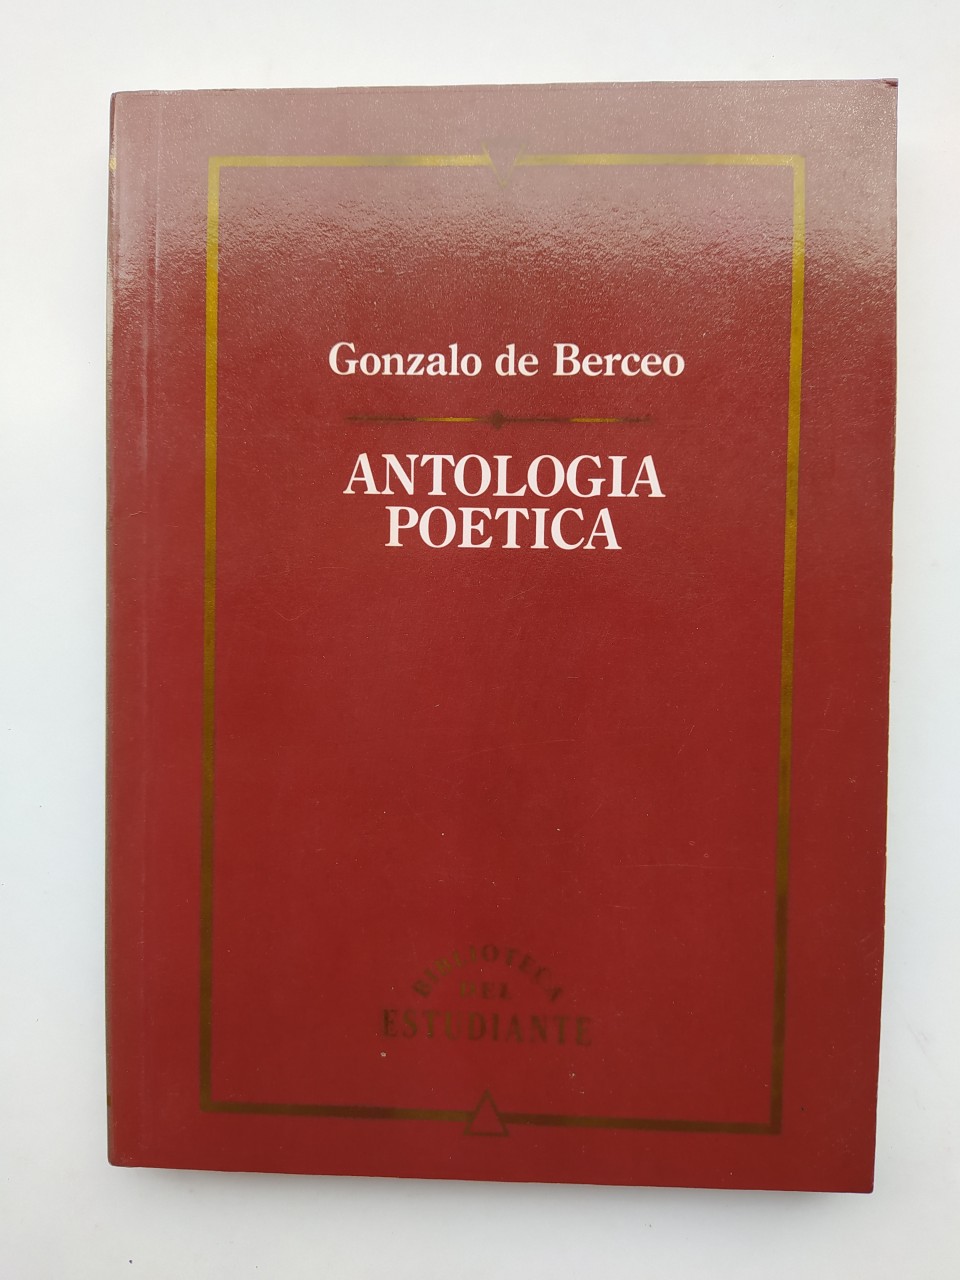 Gonzalo de Berceo
ANTOLOGIA
POETICA
BIBLIOTECA
DEL
ESTUDIANTE